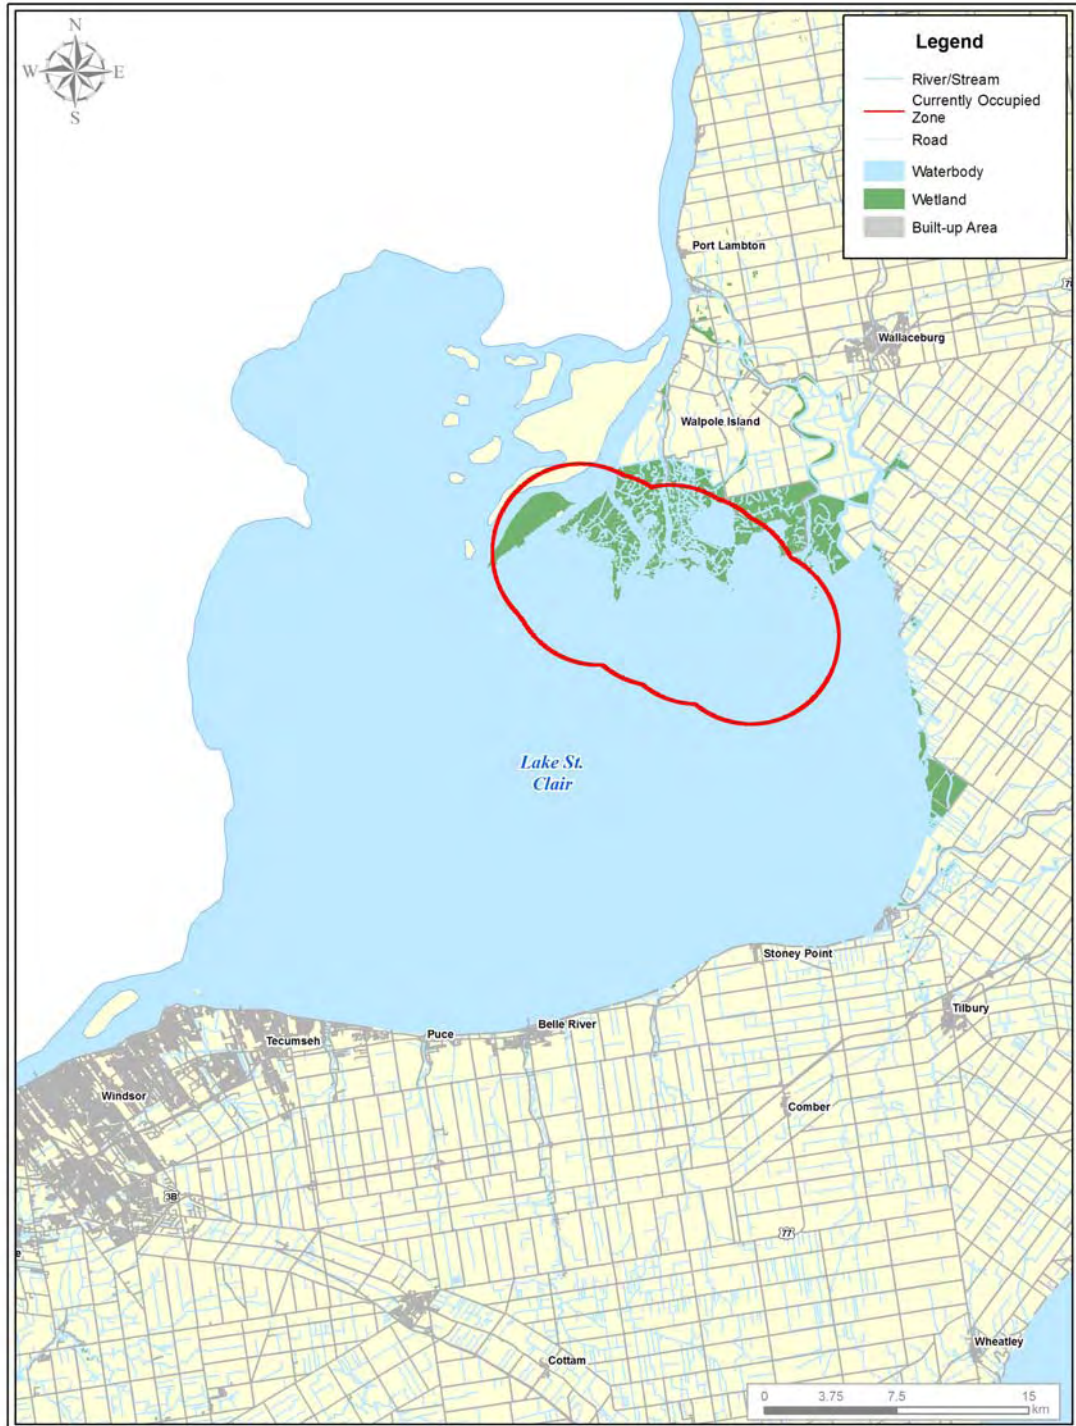 N
W E
S
Legend
River/Stream
Currently Occupied
Zone
Road
Waterbody
Wetland
Built-up Area
Port Lambton
Wallaceburg
Walpole Island
Lake St.
Clair
Stoney Point
Tilbury
Belle River
Puce
Tecumseh
Windsor
Comber
3B
77
Wheatley
Cottam
0 3.75 7.5 15
km